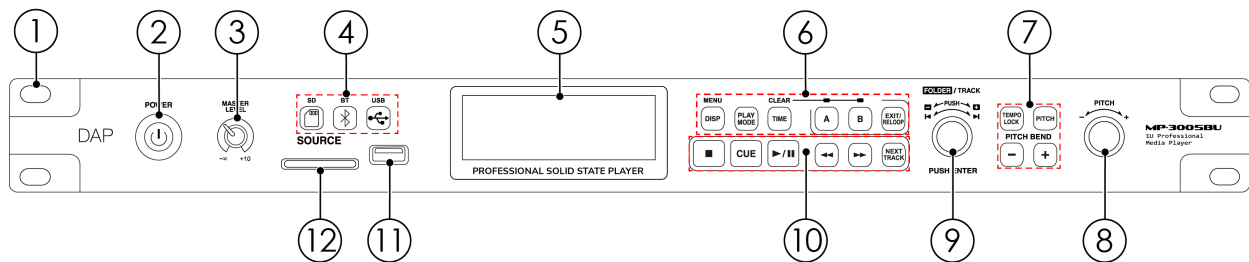 1
2
3
4
5
6
7
DAP
POWER
MASTER
LEVEL
-∞
+10
SD
BT
USB
SOURCE
PROFESSIONAL SOLID STATE PLAYER
MENU
CLEAR
DISP
PLAY
MODE
TIME
A
B
EXIT/
RELOOP
CUE
NEXT
TRACK
FOLDER / TRACK
PUSH
PUSH ENTER
TEMPO
LOCK
PITCH
PITCH BEND
- +
PITCH
- +
MP-300SBU
1U Professional
Media Player
12
11
10
9
8